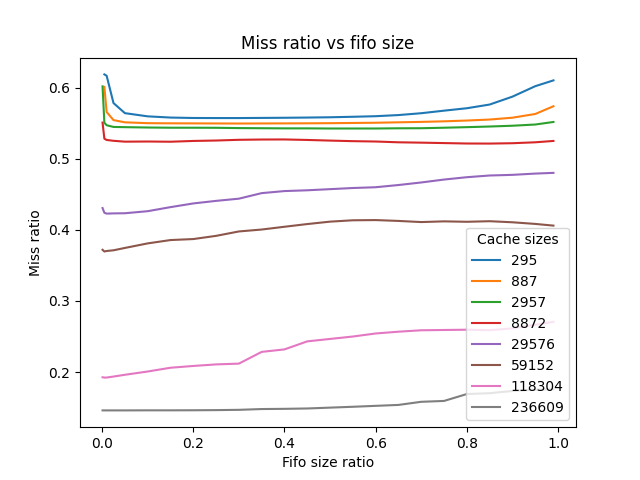 Miss ratio vs fifo size
Miss ratio
0.6
0.5
0.4
0.3
0.2
0.0 0.2 0.4 0.6 0.8 1.0
Fifo size ratio
Cache sizes
295
887
2957
8872
29576
59152
118304
236609